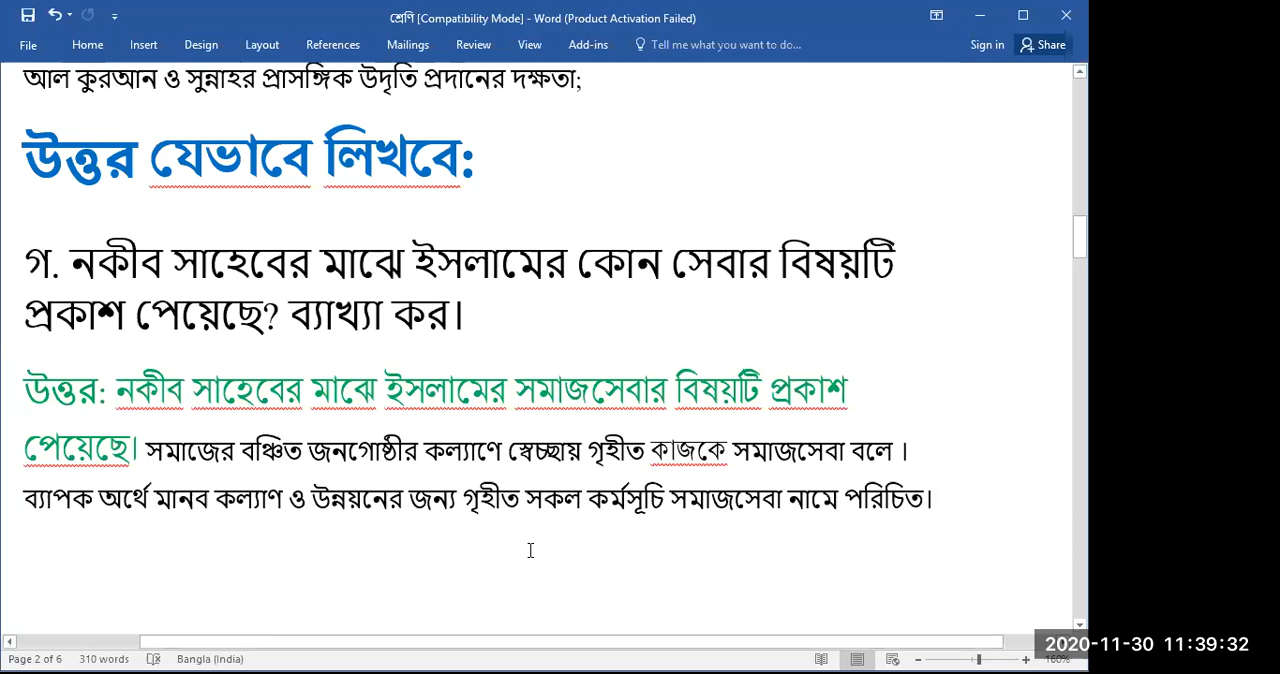 শ্রেণি [Compatibility Mode] - Word (Product Activation Failed)
File Home Insert Design Layout References Mailings Review View Add-ins Tell me what you want to do... Sign in Share
আল কুরআন ও সুন্নাহর প্রাসঙ্গিক উদৃতি প্রদানের দক্ষতা;
উত্তর যেভাবে লিখবে:
গ. নকীব সাহেবের মাঝে ইসলামের কোন সেবার বিষয়টি
প্রকাশ পেয়েছে? ব্যাখ্যা কর।
উত্তর: নকীব সাহেবের মাঝে ইসলামের সমাজসেবার বিষয়টি প্রকাশ
পেয়েছে। সমাজের বঞ্চিত জনগোষ্ঠীর কল্যাণে স্বেচ্ছায় গৃহীত কাজকে সমাজসেবা বলে ।
ব্যাপক অর্থে মানব কল্যাণ ও উন্নয়নের জন্য গৃহীত সকল কর্মসূচি সমাজসেবা নামে পরিচিত।
2020-11-30 11:39:32
Page 2 of 6 310 words Bangla (India) 160%